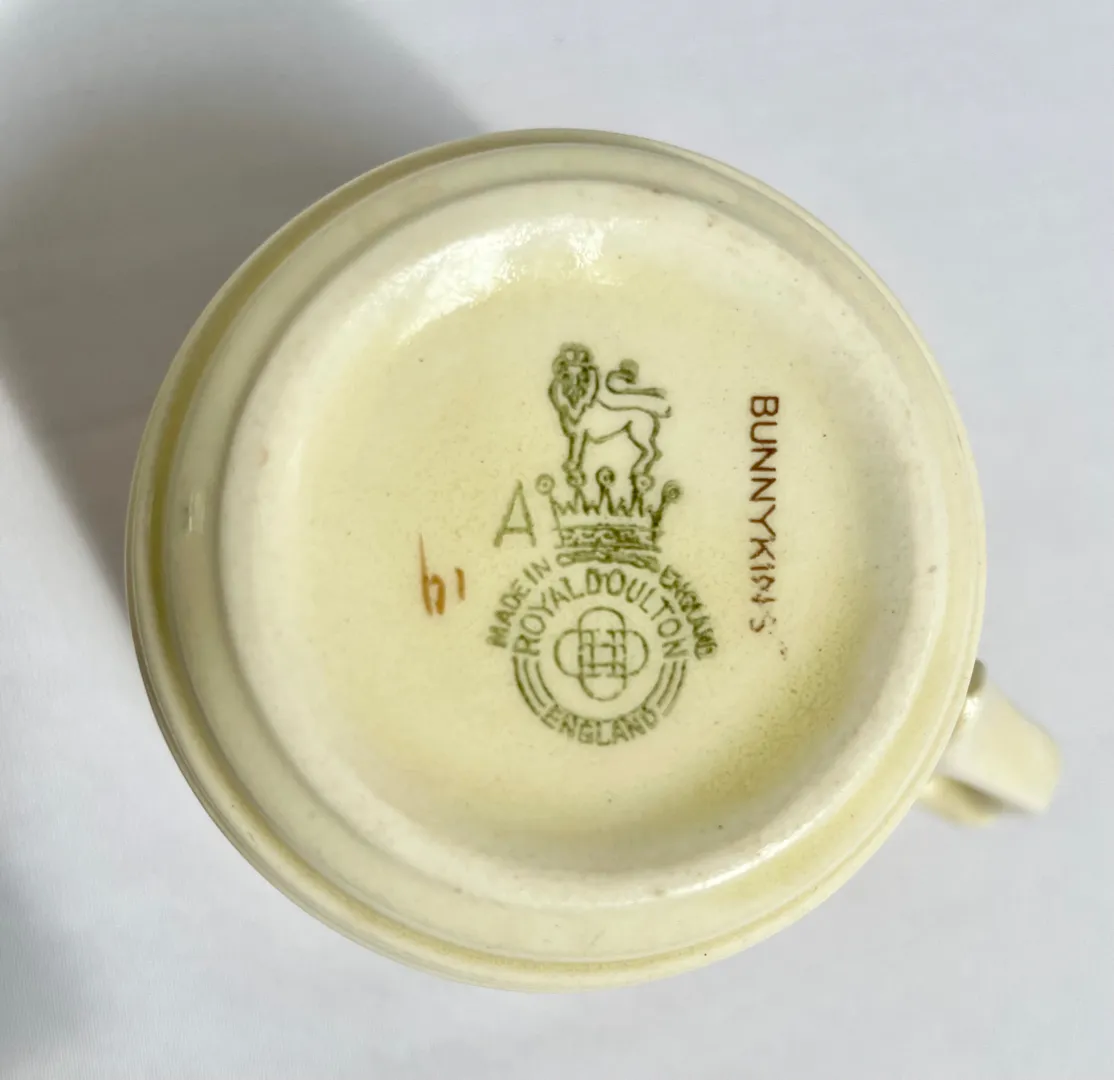 A
MADE IN ENGLAND
ROYAL DOULTON
ENGLAND
BUNNYKINS